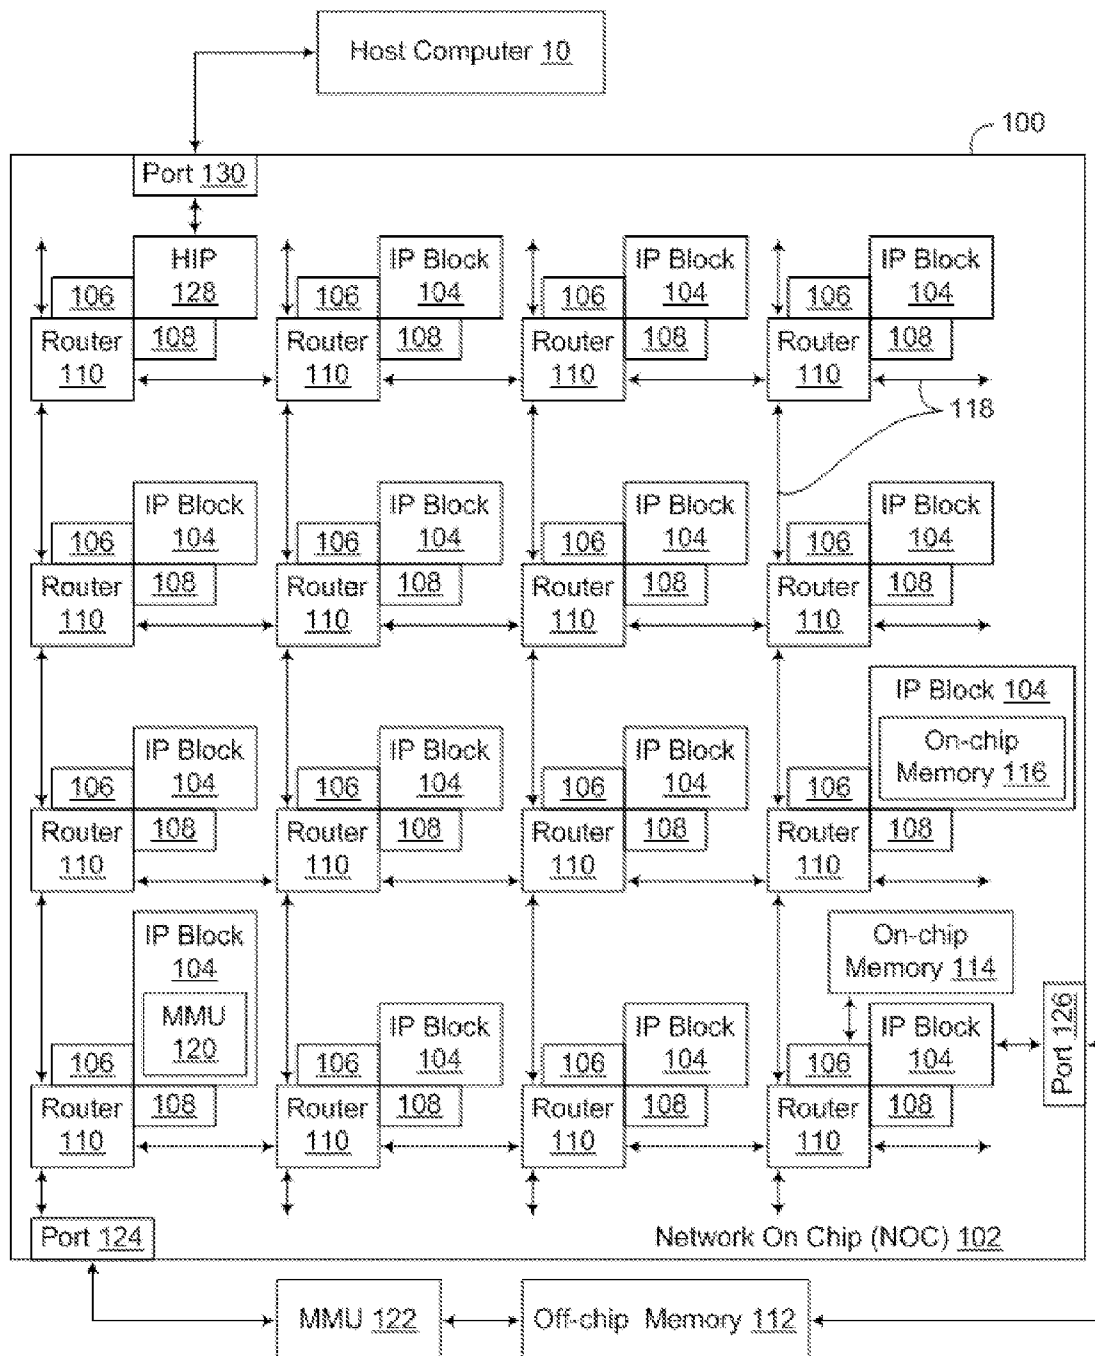 Host Computer 10
100
Port 130
HIP
128
106
108
Router
110
IP Block
104
106
108
Router
110
IP Block
104
106
108
Router
110
IP Block
104
106
108
Router
110
118
IP Block
104
106
108
Router
110
IP Block
104
106
108
Router
110
IP Block
104
106
108
Router
110
IP Block
104
106
108
Router
110
IP Block
104
106
108
Router
110
IP Block
104
106
108
Router
110
IP Block
104
106
108
Router
110
IP Block 104
On-chip
Memory 116
106
108
Router
110
IP Block
104
MMU
120
106
108
Router
110
IP Block
104
106
108
Router
110
IP Block
104
106
108
Router
110
On-chip
Memory 114
IP Block
104
106
108
Router
110
Port 126
Port 124
Network On Chip (NOC) 102
MMU 122
Off-chip Memory 112